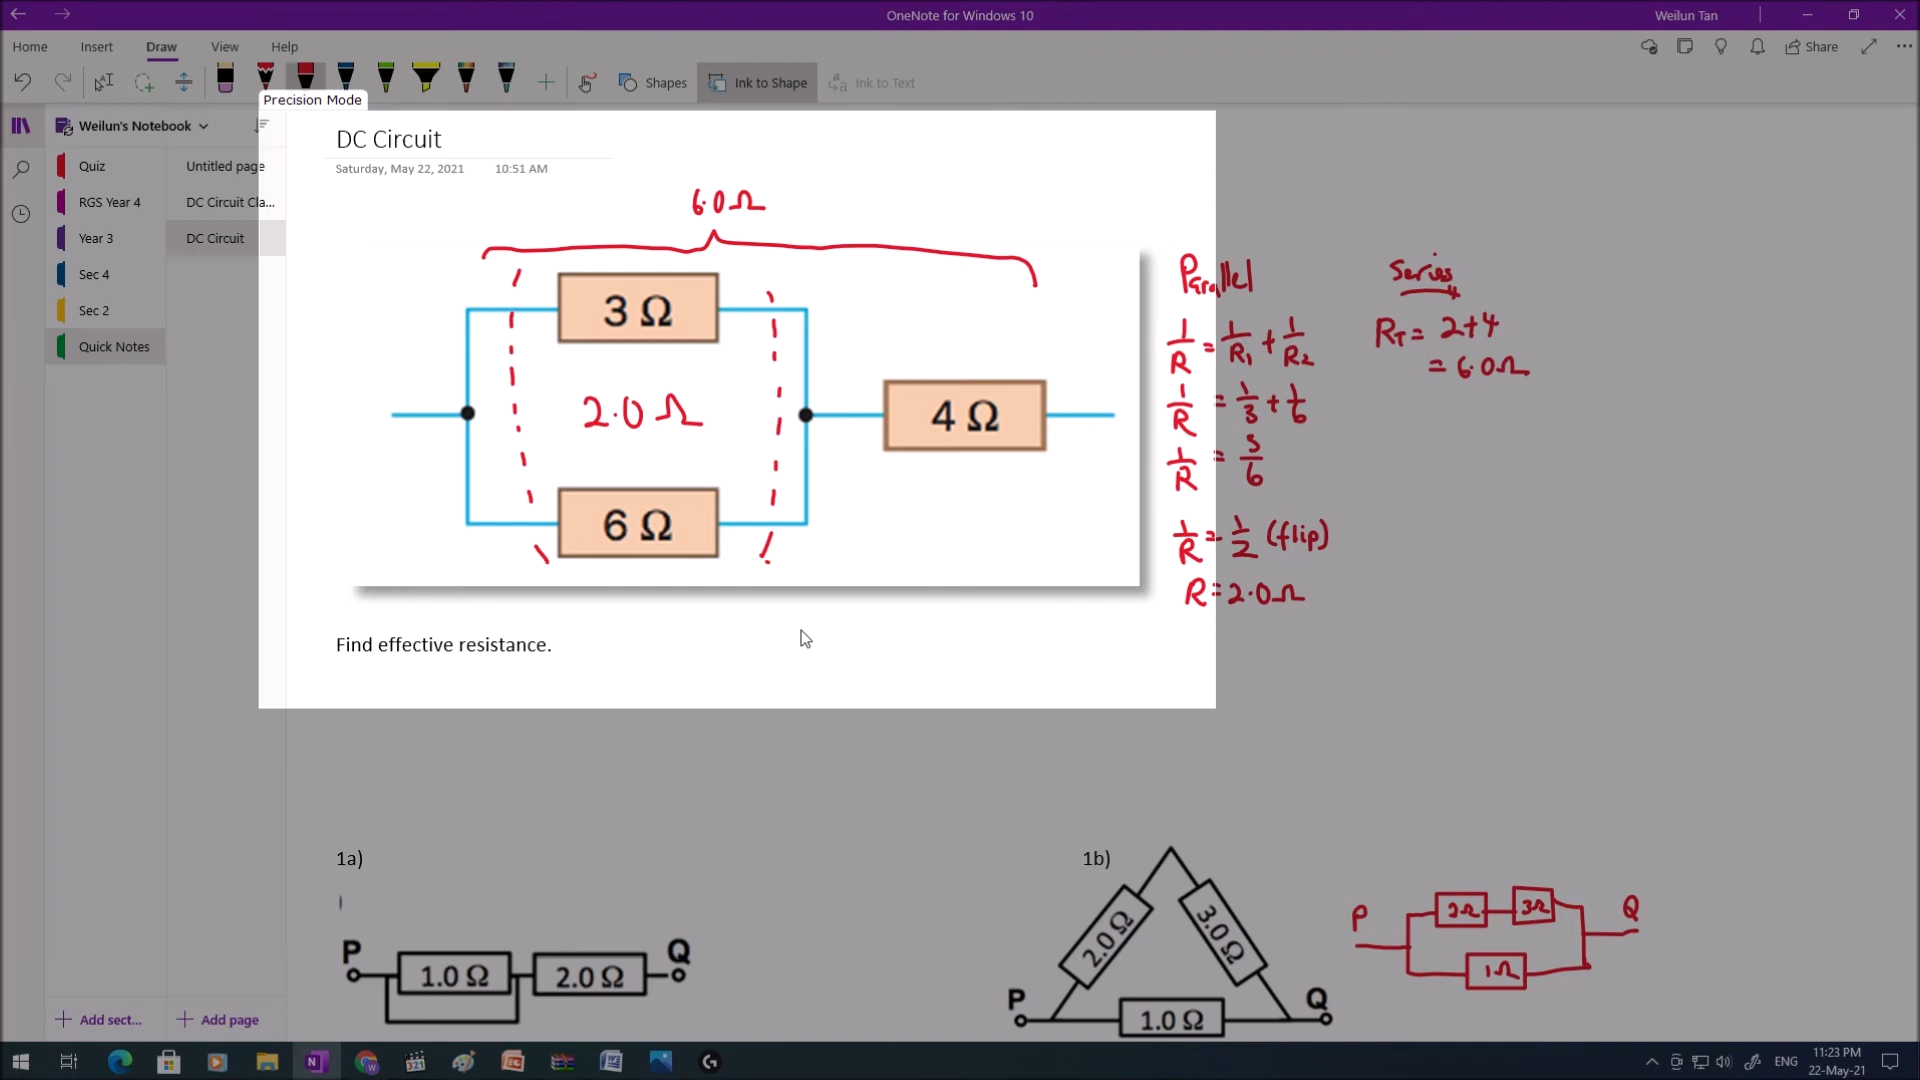 OneNote for Windows 10
Weilun Tan
Home
Insert
Draw
View
Help
Share
Shapes
Ink to Shape
Ink to Text
Precision Mode
Weilun's Notebook
Quiz
RGS Year 4
Year 3
Sec 4
Sec 2
Quick Notes
Untitled page
DC Circuit Cla...
DC Circuit
DC Circuit
Saturday, May 22, 2021 10:51 AM
6.0Ω
3 Ω
2.0 Ω
4 Ω
6 Ω
Parallel
1/R = 1/R1 + 1/R2
1/R = 1/3 + 1/6
1/R = 3/6
1/R = 1/2 (flip)
R = 2.0Ω
Series
RT = 2+4
= 6.0Ω
Find effective resistance.
1a)
P
1.0 Ω
2.0 Ω
Q
1b)
2.0 Ω
3.0 Ω
P
1.0 Ω
Q
P
2Ω
3Ω
Q
1Ω
Add sect...
Add page
ENG
11:23 PM
22-May-21